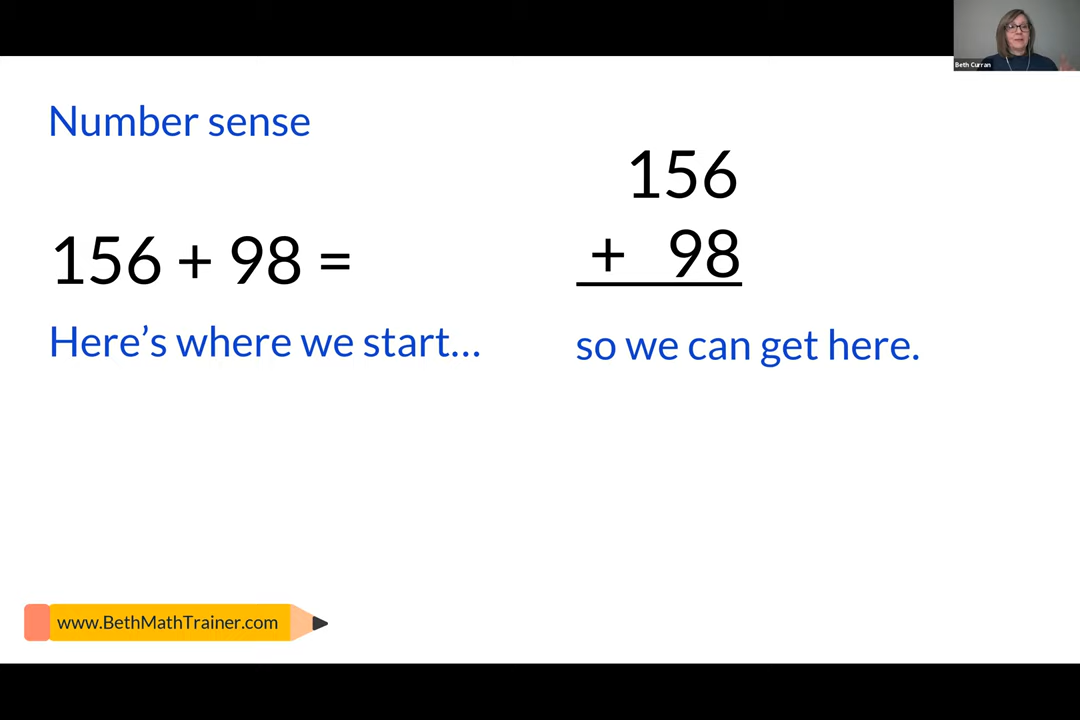 Beth Curran
Number sense
156 + 98 =
Here’s where we start...
156
+ 98
so we can get here.
www.BethMathTrainer.com